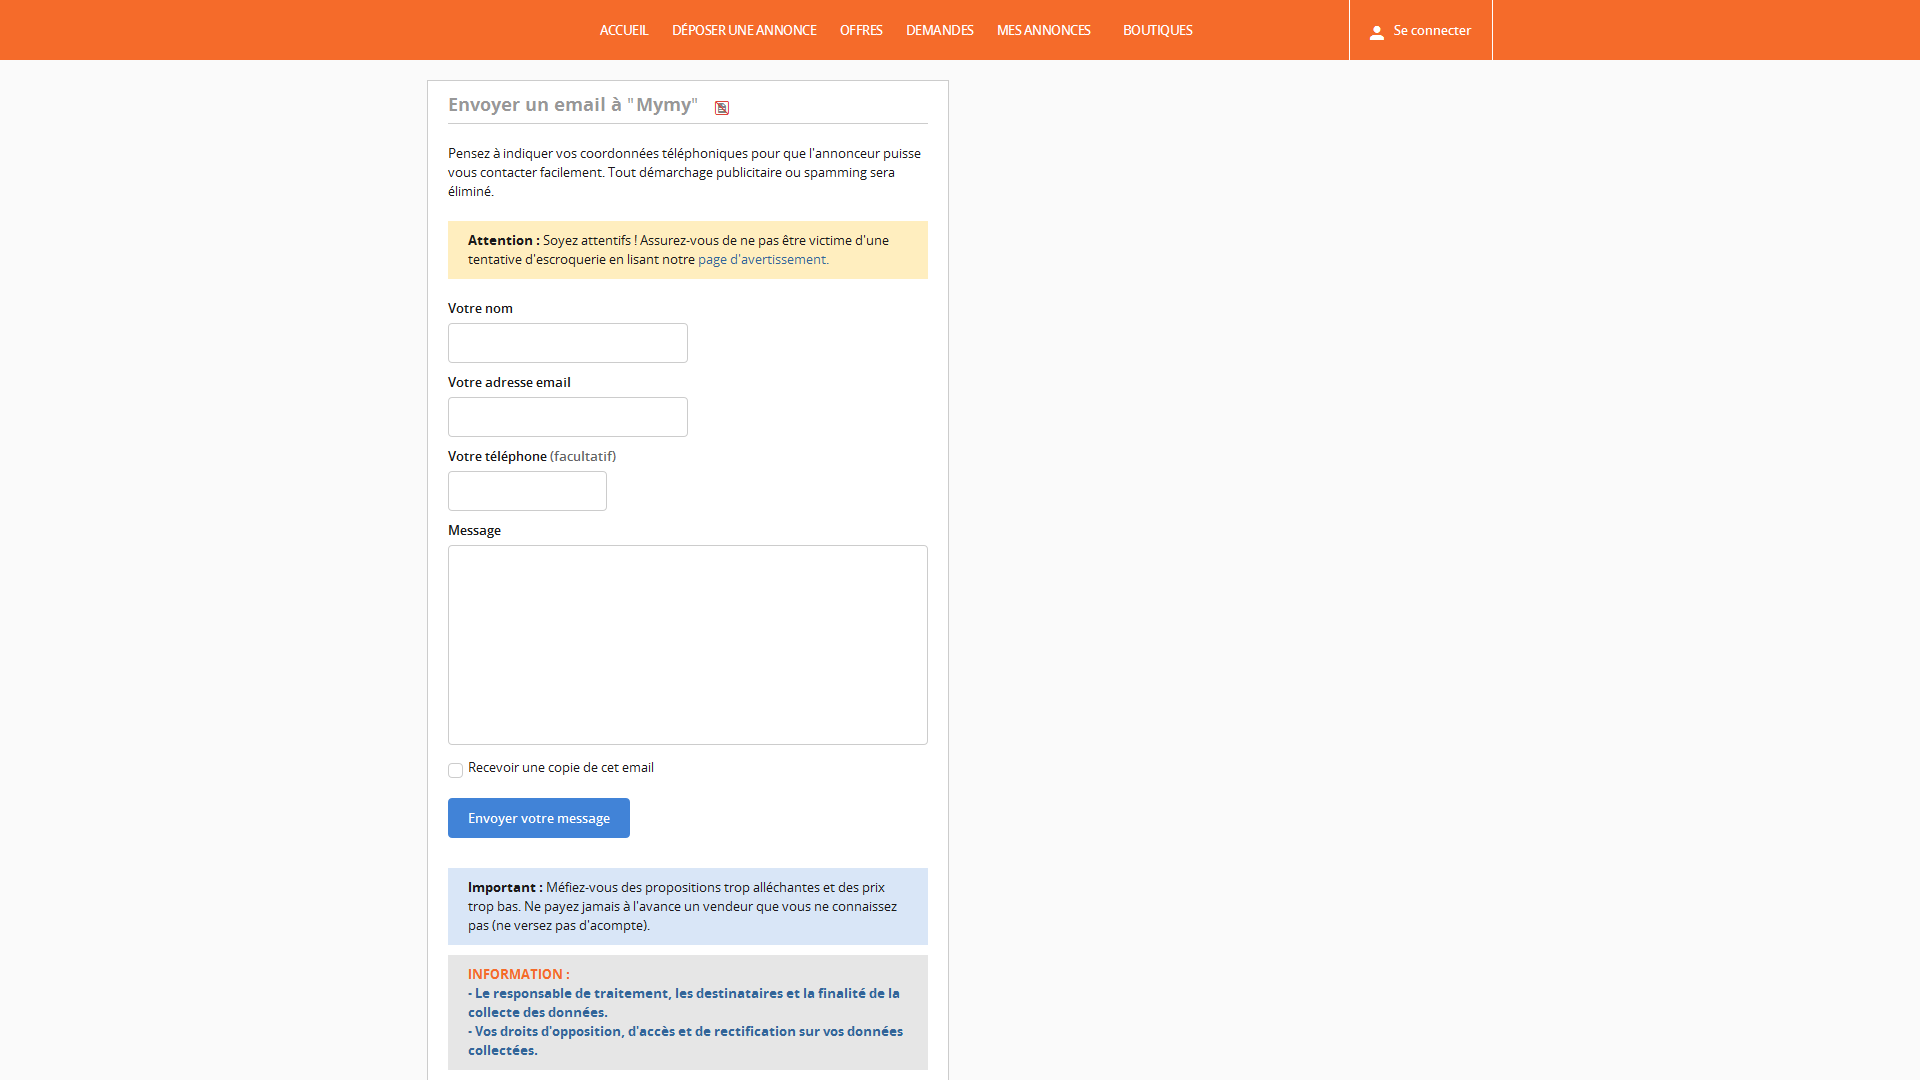 ACCUEIL DÉPOSER UNE ANNONCE OFFRES DEMANDES MES ANNONCES BOUTIQUES Se connecter
Envoyer un email à "Mymy"
Pensez à indiquer vos coordonnées téléphoniques pour que l'annonceur puisse
vous contacter facilement. Tout démarchage publicitaire ou spamming sera
éliminé.
Attention : Soyez attentifs ! Assurez-vous de ne pas être victime d'une
tentative d'escroquerie en lisant notre page d'avertissement.
Votre nom
Votre adresse email
Votre téléphone (facultatif)
Message
Recevoir une copie de cet email
Envoyer votre message
Important : Méfiez-vous des propositions trop alléchantes et des prix
trop bas. Ne payez jamais à l'avance un vendeur que vous ne connaissez
pas (ne versez pas d'acompte).
INFORMATION :
- Le responsable de traitement, les destinataires et la finalité de la
collecte des données.
- Vos droits d'opposition, d'accès et de rectification sur vos données
collectées.